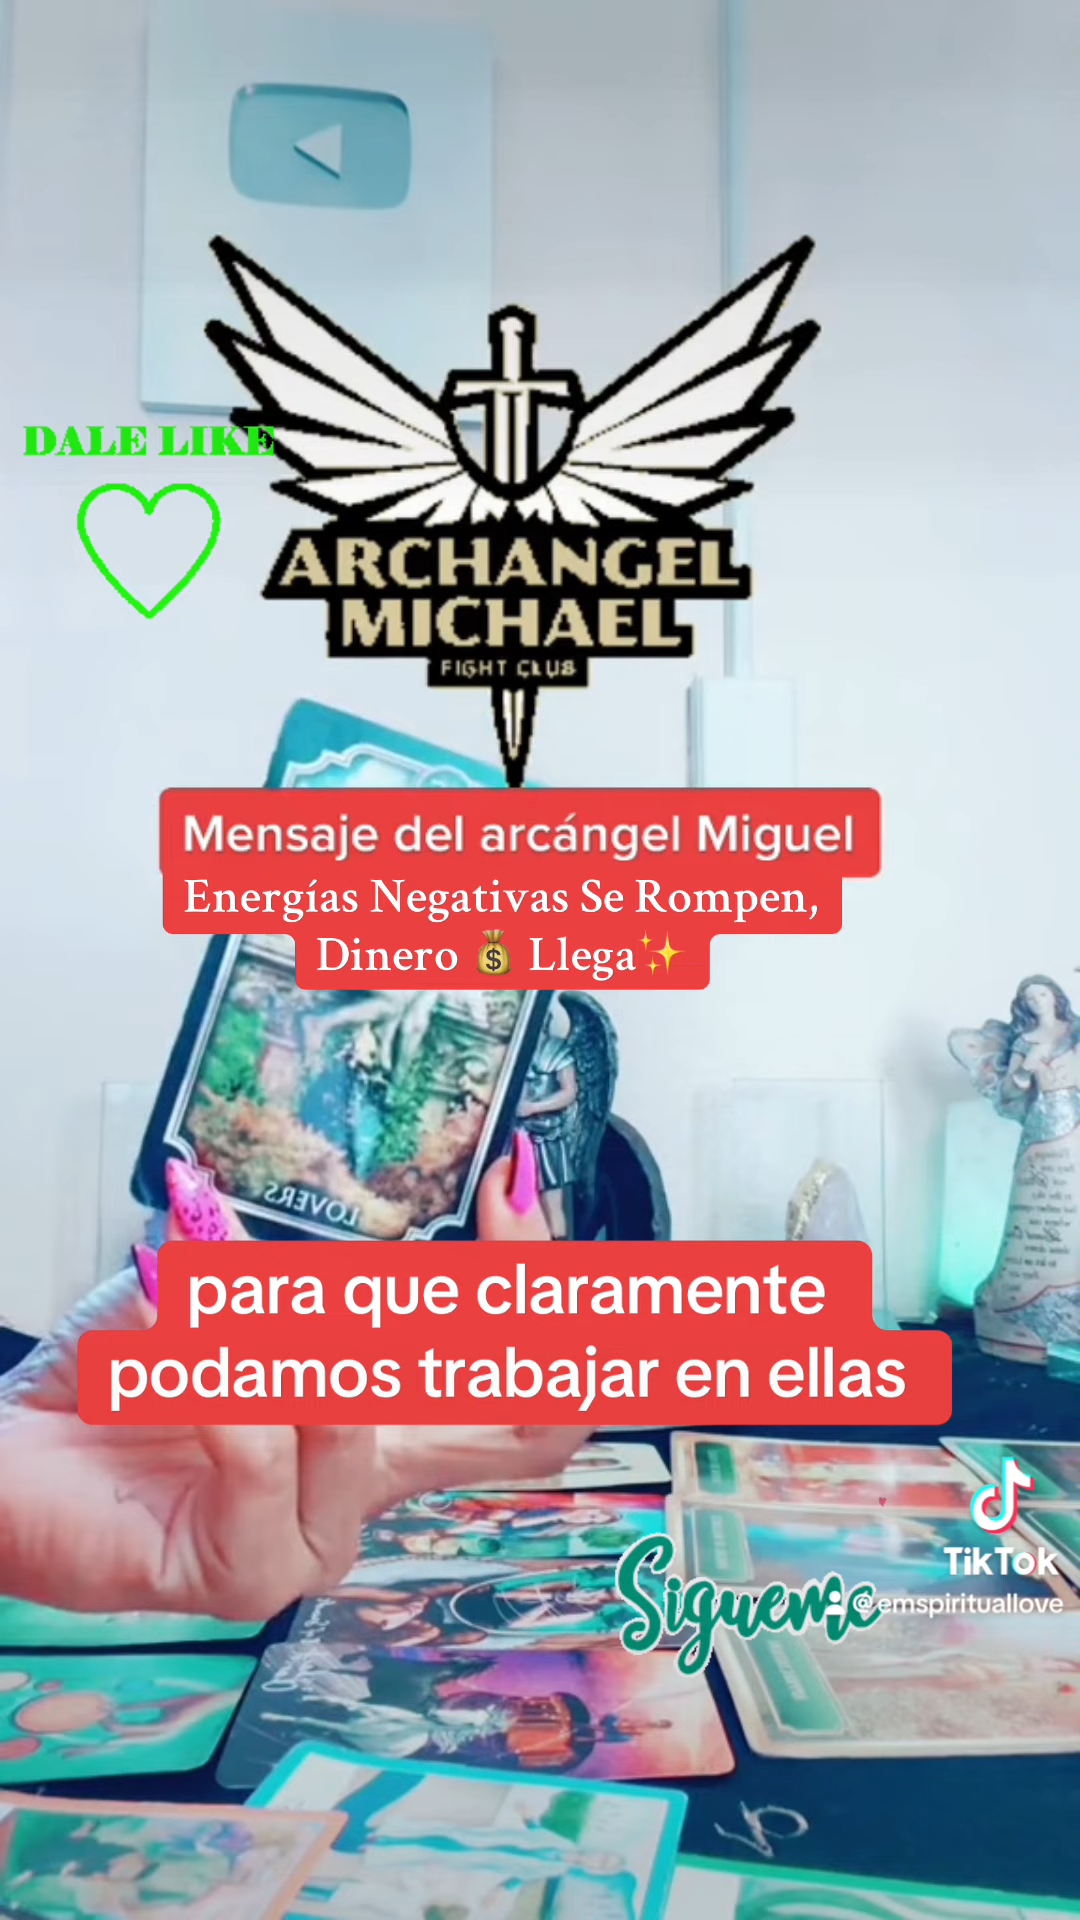 DALE LIKE
ARCHANGEL
MICHAEL
FIGHT CLUB
Mensaje del arcángel Miguel
Energías Negativas Se Rompen,
Dinero 💰 Llega✨
LOVERS
para que claramente
podamos trabajar en ellas
TikTok
Sigueme
@emspirituallove